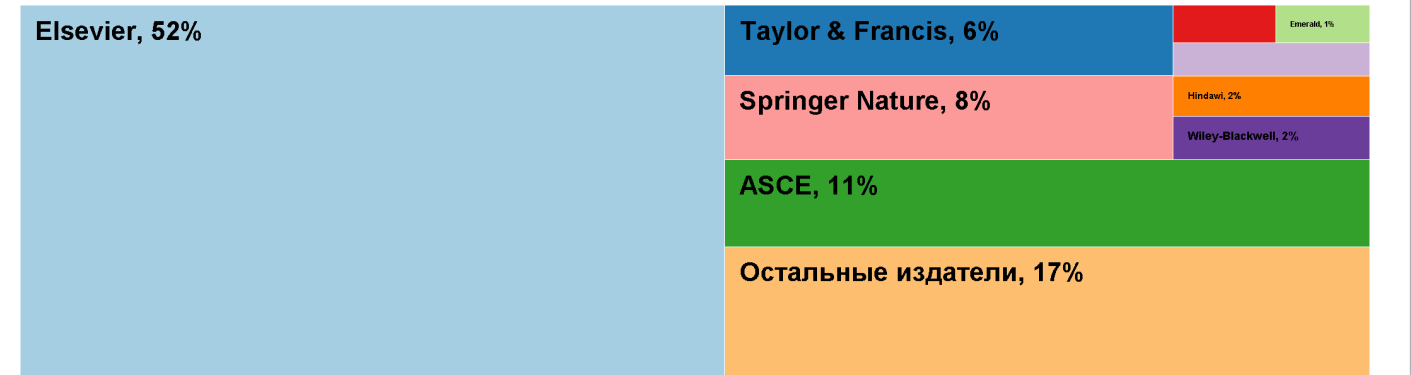 Elsevier, 52%
Taylor & Francis, 6%
Emerald, 1%
Springer Nature, 8%
Hindawi, 2%
Wiley-Blackwell, 2%
ASCE, 11%
Остальные издатели, 17%